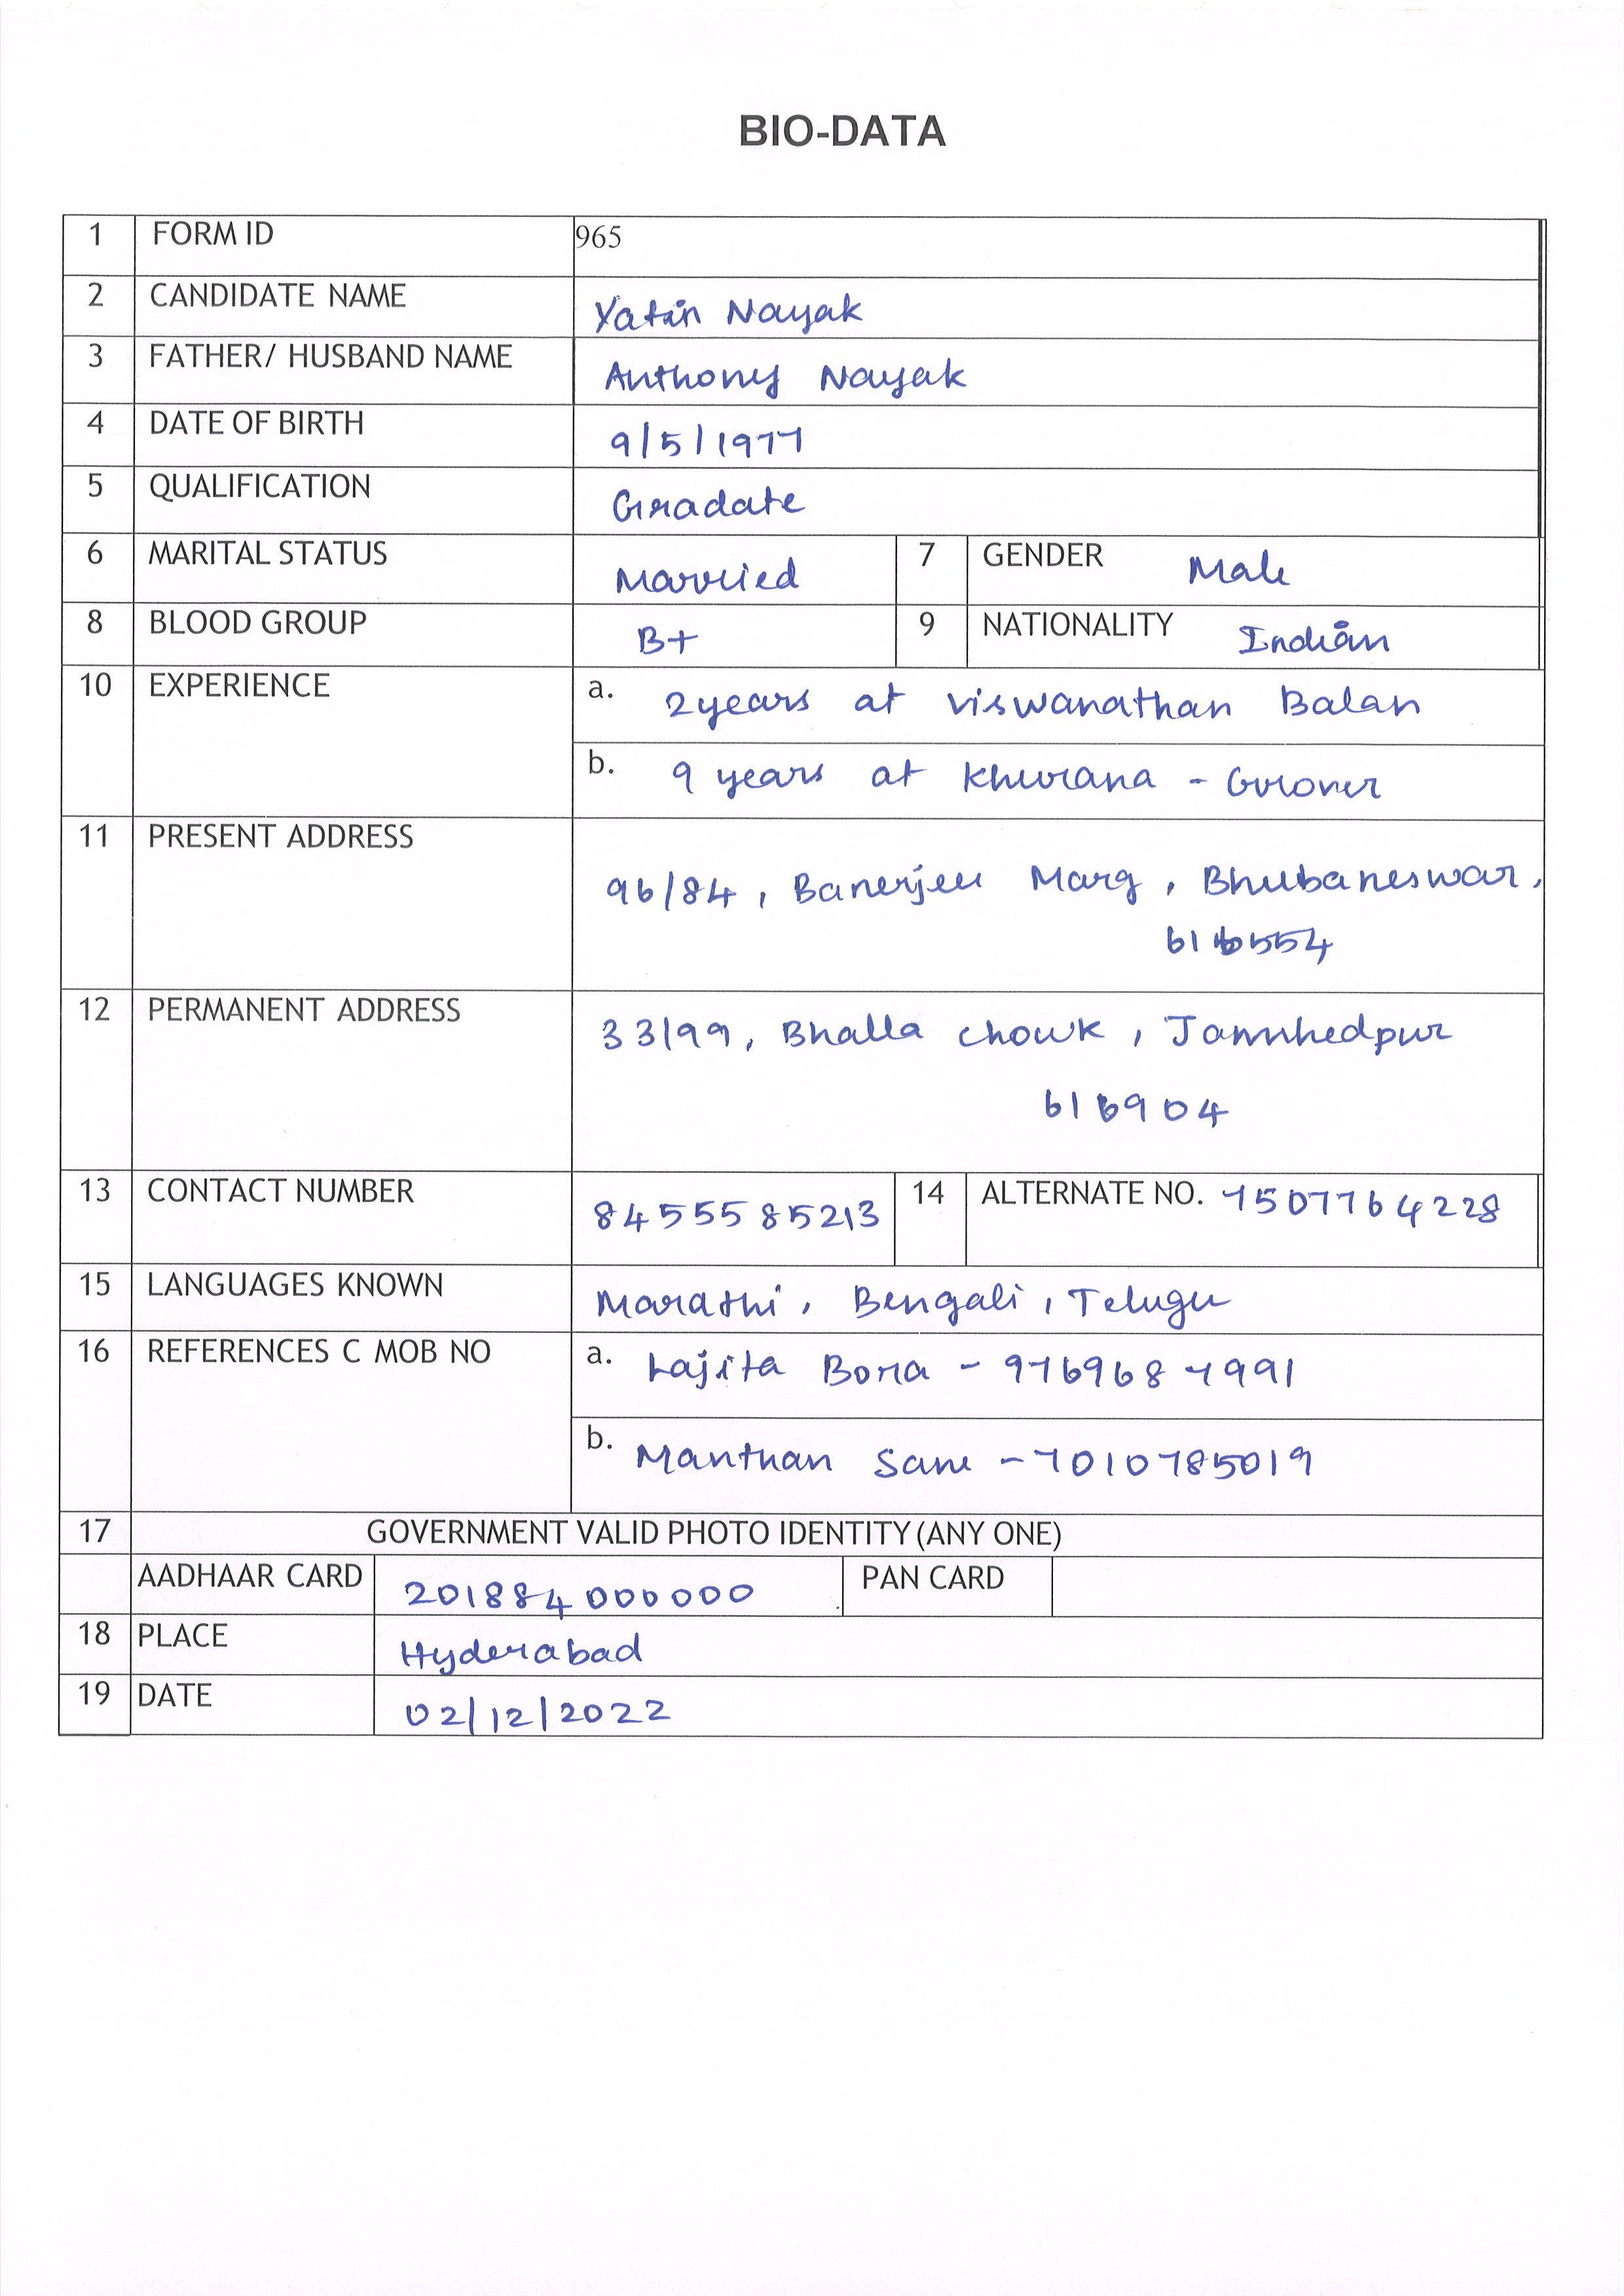 BIO-DATA
1 FORM ID 965
2 CANDIDATE NAME Yatin Nayak
3 FATHER/ HUSBAND NAME Anthony Nayak
4 DATE OF BIRTH 9/5/1977
5 QUALIFICATION Gradate
6 MARITAL STATUS Married 7 GENDER Male
8 BLOOD GROUP B+ 9 NATIONALITY Indian
10 EXPERIENCE a. 2years at Viswanathan Balan
b. 9 years at Khurana - Grover
11 PRESENT ADDRESS
96/84, Banerjee Marg, Bhubaneswar,
12 PERMANENT ADDRESS
33/99, Bhalla Chowk, Jamnhedpur
616904
13 CONTACT NUMBER 8455585213 14 ALTERNATE NO. 7507764228
15 LANGUAGES KNOWN Marathi, Bengali, Telugu
16 REFERENCES C MOB NO a. Lajita Bora - 9769687991
b. Manthan Sane - 7010785019
17 GOVERNMENT VALID PHOTO IDENTITY (ANY ONE)
AADHAAR CARD 201884000000 PAN CARD
18 PLACE Hyderabad
19 DATE 02/12/2022